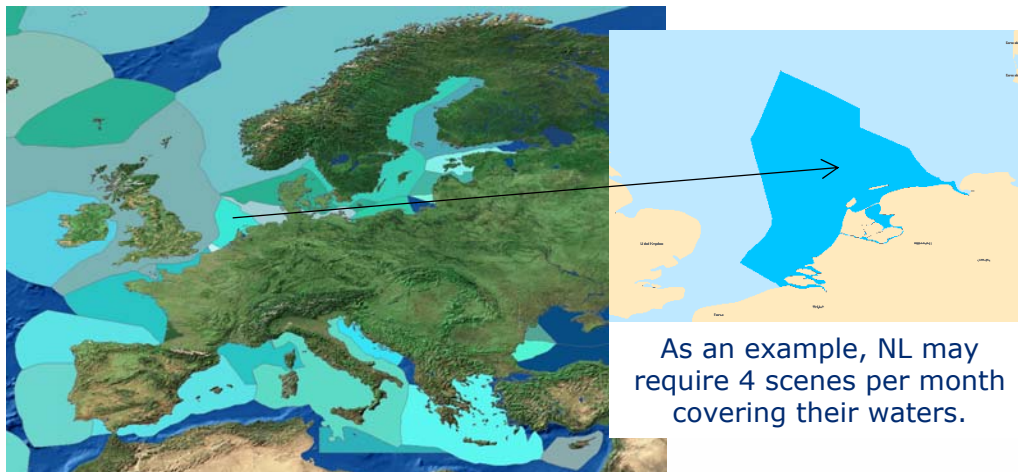 As an example, NL may
require 4 scenes per month
covering their waters.